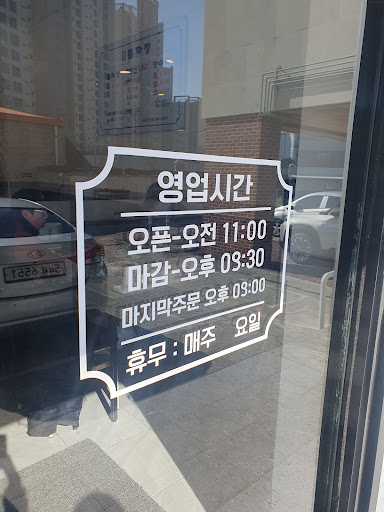 영업시간
오픈-오전 11:00
마감-오후 09:30
마지막주문 오후 09:00
휴무 : 매주 요일